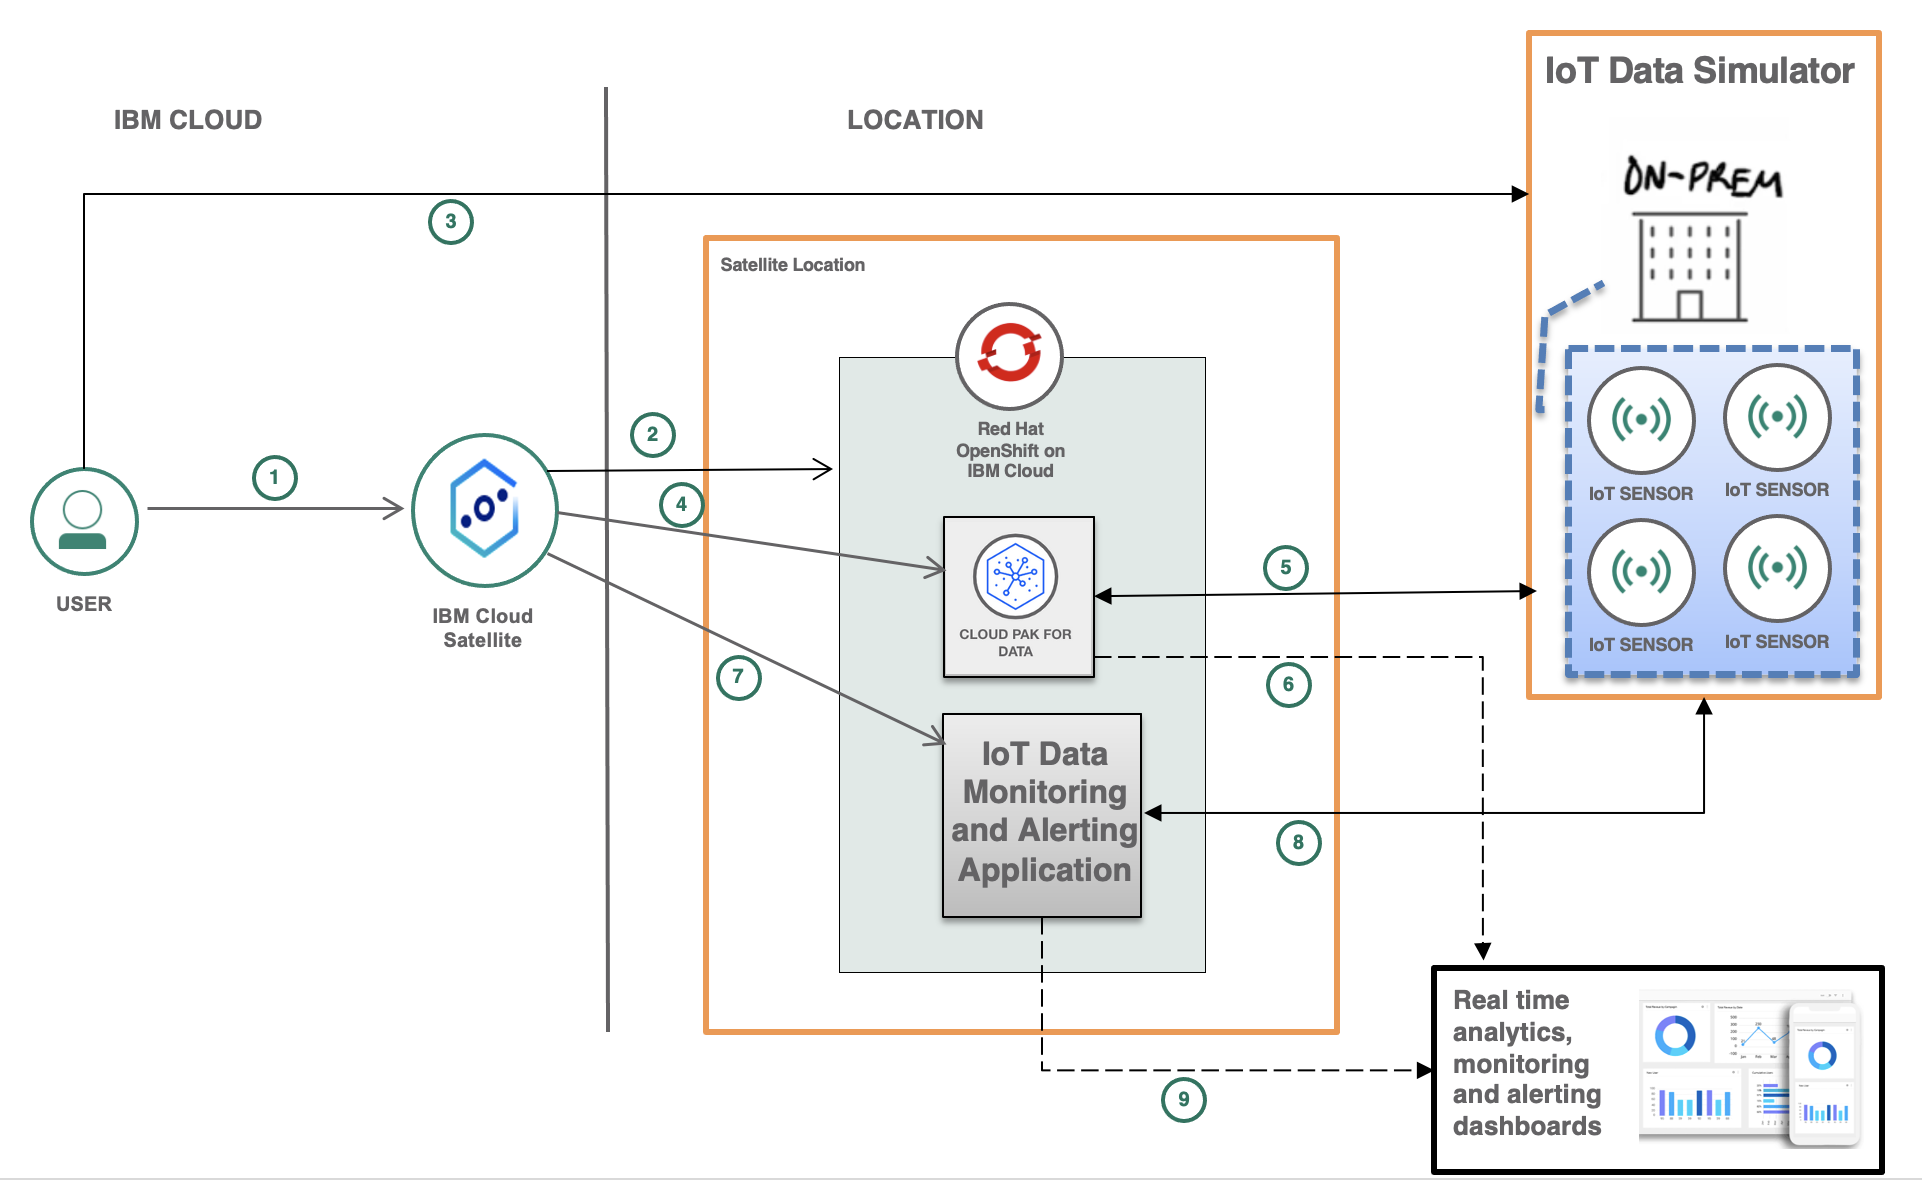 IBM CLOUD
LOCATION
IoT Data Simulator
ON-PREM
3
Satellite Location
2
Red Hat
OpenShift on
IBM Cloud
1
4
IoT SENSOR
IoT SENSOR
IoT SENSOR
IoT SENSOR
USER
IBM Cloud
Satellite
CLOUD PAK FOR
DATA
5
6
7
IoT Data
Monitoring
and Alerting
Application
8
9
Real time
analytics,
monitoring
and alerting
dashboards